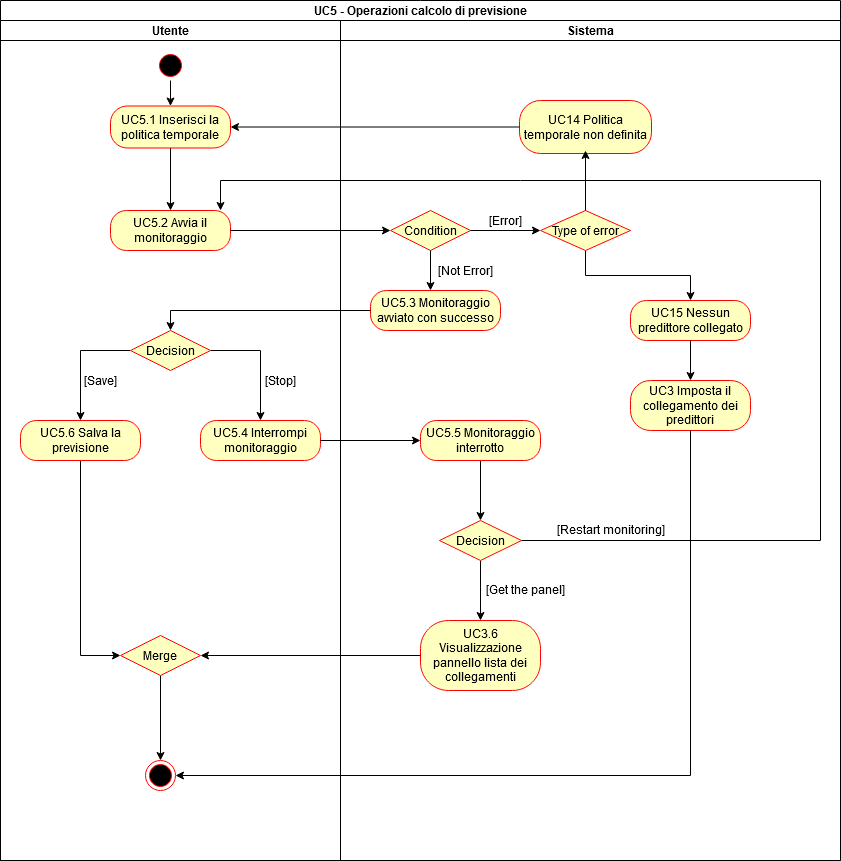 UC5 - Operazioni calcolo di previsione
Utente
Sistema
UC5.1 Inserisci la
politica temporale
UC14 Politica
temporale non definita
UC5.2 Avvia il
monitoraggio
Condition
[Error]
Type of error
[Not Error]
UC5.3 Monitoraggio
avviato con successo
UC15 Nessun
predittore collegato
Decision
[Save]
[Stop]
UC3 Imposta il
collegamento dei
predittori
UC5.6 Salva la
previsione
UC5.4 Interrompi
monitoraggio
UC5.5 Monitoraggio
interrotto
Decision
[Restart monitoring]
[Get the panel]
UC3.6
Visualizzazione
pannello lista dei
collegamenti
Merge